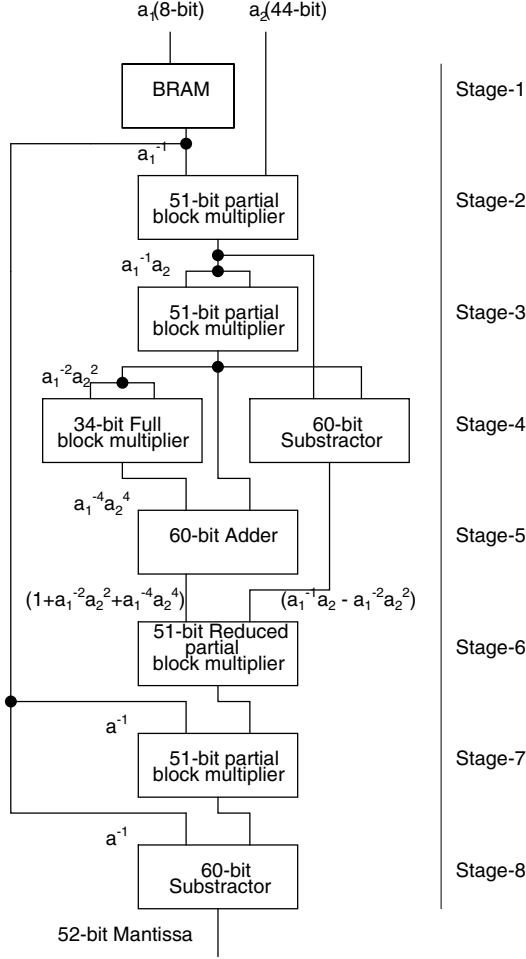 a₁(8-bit) a₂(44-bit)
BRAM
Stage-1
a₁⁻¹
51-bit partial
block multiplier
Stage-2
a₁⁻¹a₂
51-bit partial
block multiplier
Stage-3
a₁⁻²a₂²
34-bit Full
block multiplier
60-bit
Substractor
Stage-4
a₁⁻⁴a₂⁴
60-bit Adder
Stage-5
(1+a₁⁻²a₂²+a₁⁻⁴a₂⁴) (a₁⁻¹a₂ - a₁⁻²a₂²)
51-bit Reduced
partial
block multiplier
Stage-6
a⁻¹
51-bit partial
block multiplier
Stage-7
a⁻¹
60-bit
Substractor
Stage-8
52-bit Mantissa